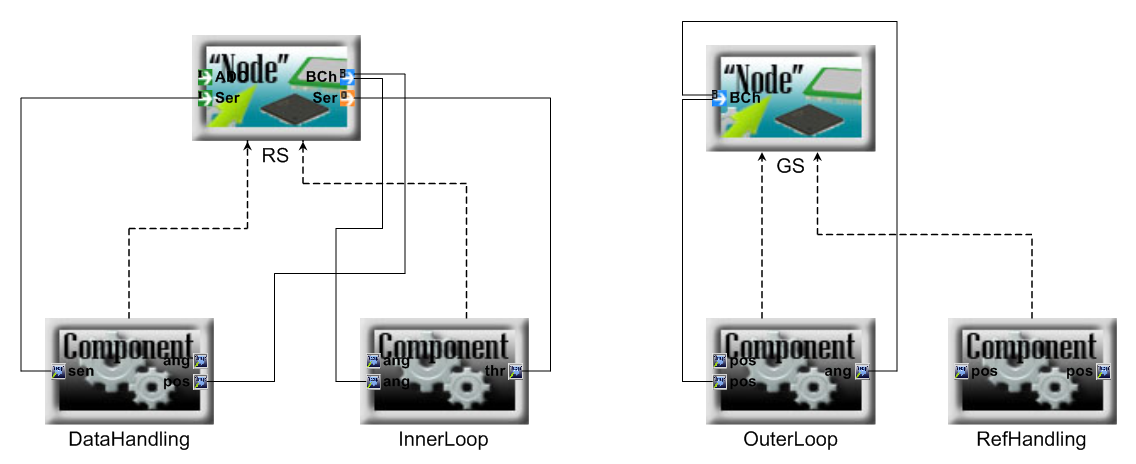 "Node"
ADC
BCh
Ser
Ser
RS
"Node"
BCh
GS
Component
ang
sen
pos
DataHandling
Component
ang
thr
ang
InnerLoop
Component
pos
ang
pos
OuterLoop
Component
pos
pos
RefHandling